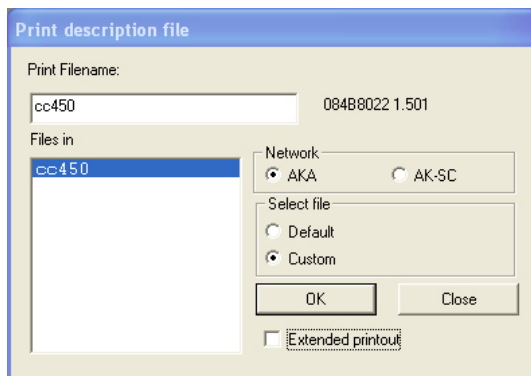 Print description file
Print Filename:
cc450 084B8022 1.501
Files in
cc450
Network
AKA AK-SC
Select file
Default
Custom
OK Close
Extended printout